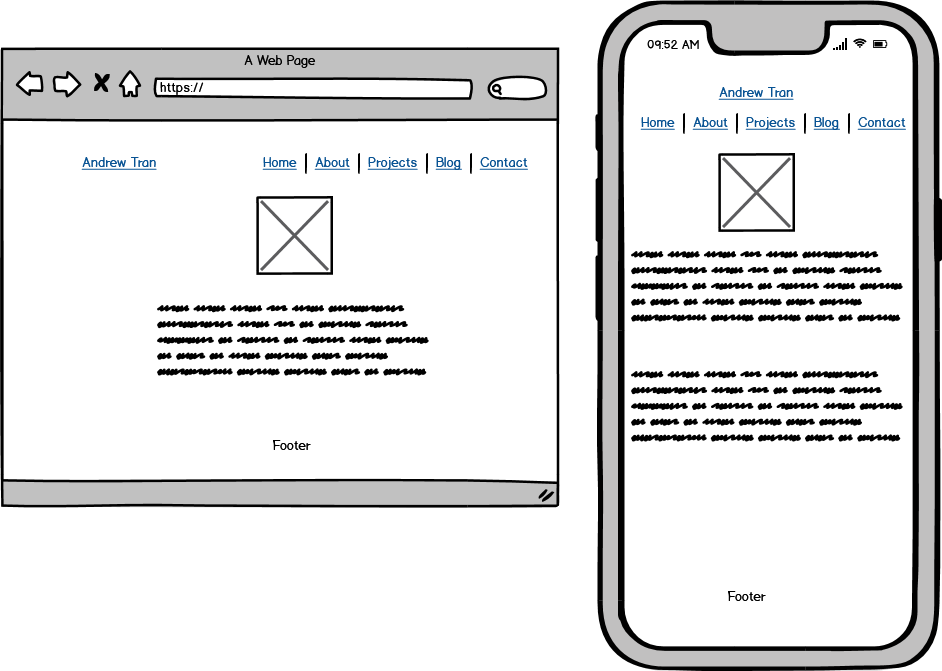 A Web Page
https://
Andrew Tran Home About Projects Blog Contact
Footer
09:52 AM
Andrew Tran
Home About Projects Blog Contact
Footer